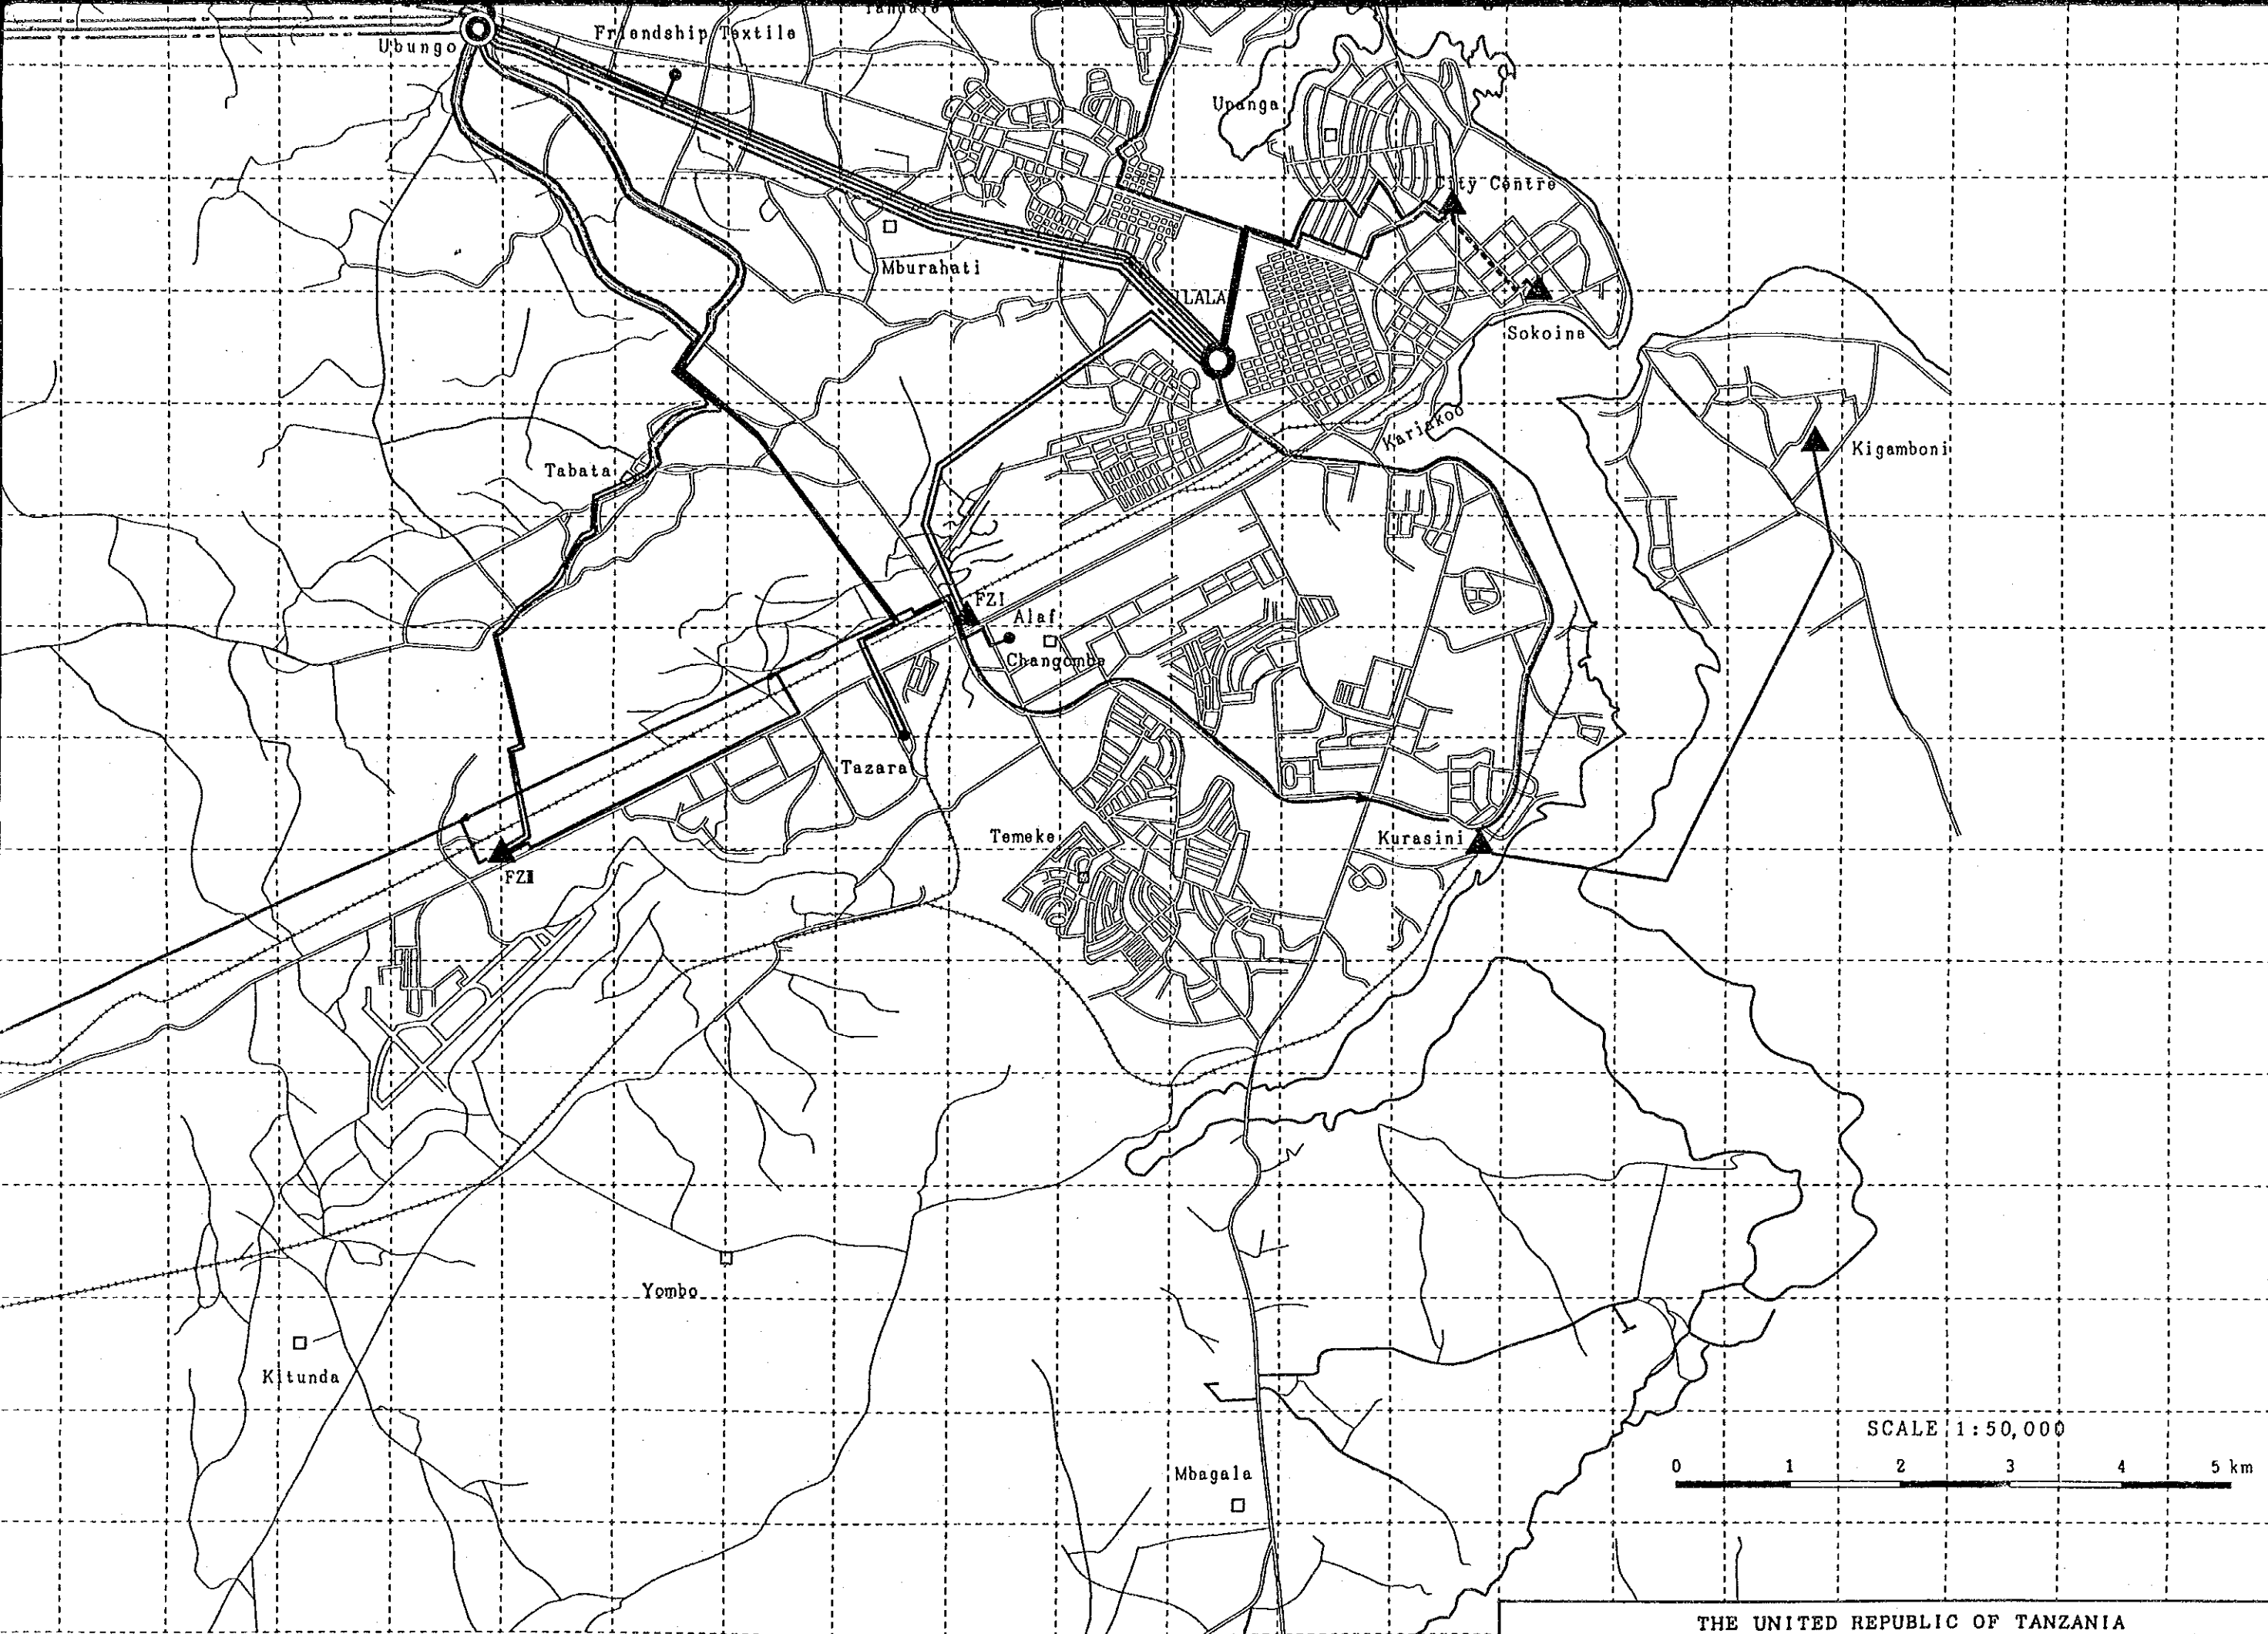 Ubungo
Friendship Textile
Upanga
City Centre
Mburahati
ILALA
Sokoine
Kariakoo
Kigamboni
Tabata
FZI
Alaf
Changombe
Tazara
Temeke
Kurasini
FZII
Yombo
Kitunda
Mbagala
SCALE 1:50,000
0 1 2 3 4 5 km
THE UNITED REPUBLIC OF TANZANIA